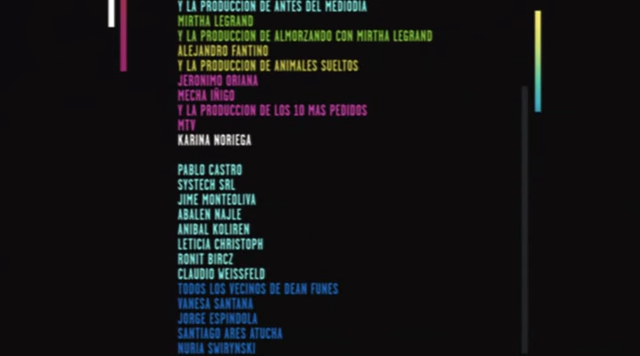 Y LA PRODUCCION DE ANTES DEL MEDIODIA
MIRTHA LEGRAND
Y LA PRODUCCION DE ALMORZANDO CON MIRTHA LEGRAND
ALEJANDRO FANTINO
Y LA PRODUCCION DE ANIMALES SUELTOS
JERONIMO ORIANA
MECHA IÑIGO
Y LA PRODUCCION DE LOS 10 MAS PEDIDOS
MTV
KARINA NORIEGA
PABLO CASTRO
SYSTECH SRL
JIME MONTEOLIVA
ABALEN NAJLE
ANIBAL KOLIREN
LETICIA CHRISTOPH
RONIT BIRCZ
CLAUDIO WEISSFELD
TODOS LOS VECINOS DE DEAN FUNES
VANESA SANTANA
JORGE ESPINDOLA
SANTIAGO ARES ATUCHA
NURIA SWIRYNSKI